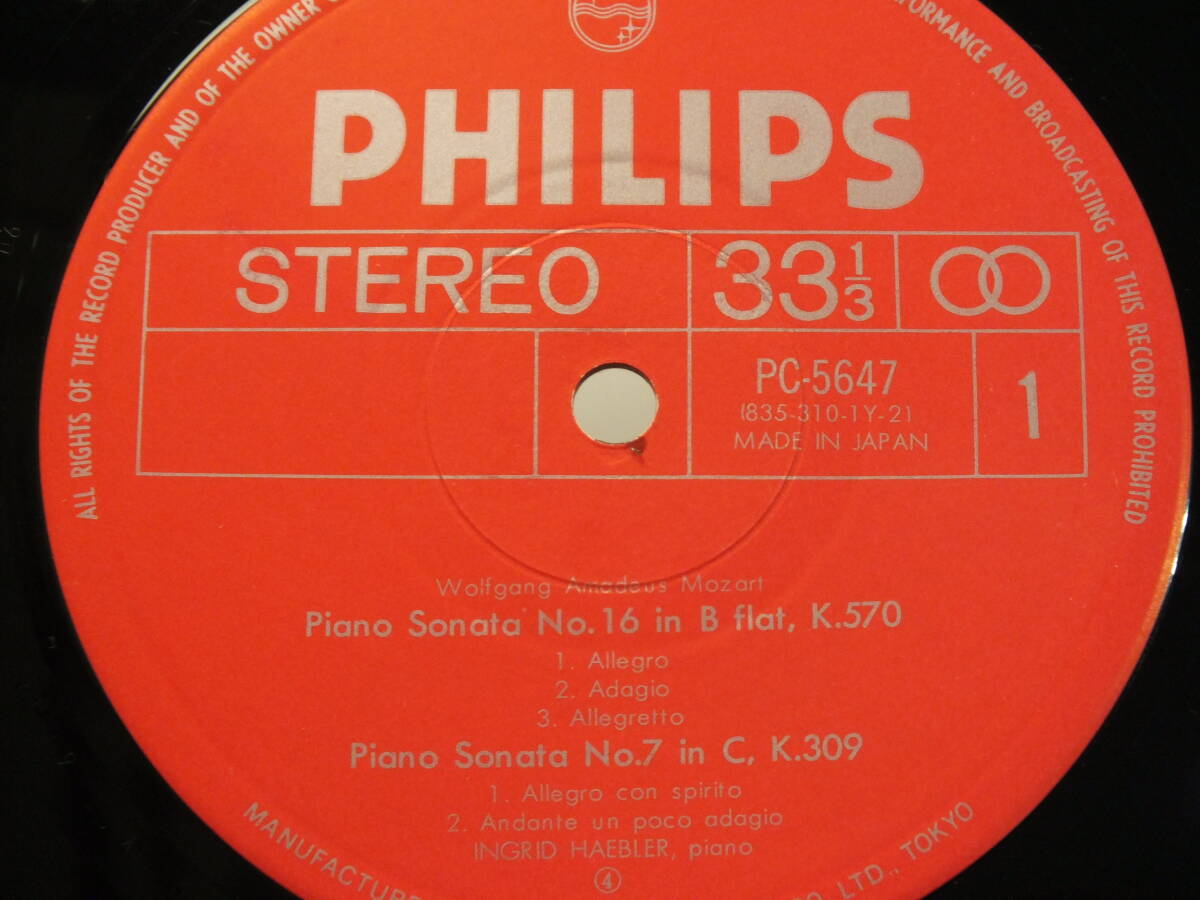 ALL RIGHTS OF THE RECORD PRODUCER AND OF THE OWNER
PERFORMANCE AND BROADCASTING OF THIS RECORD PROHIBITED
PHILIPS
STEREO
33 1/3
PC-5647
(835-310-1Y-2)
MADE IN JAPAN
1
Wolfgang Amadeus Mozart
Piano Sonata No.16 in B flat, K.570
1. Allegro
2. Adagio
3. Allegretto
Piano Sonata No.7 in C, K.309
1. Allegro con spirito
2. Andante un poco adagio
INGRID HAEBLER, piano
④
LTD., TOKYO